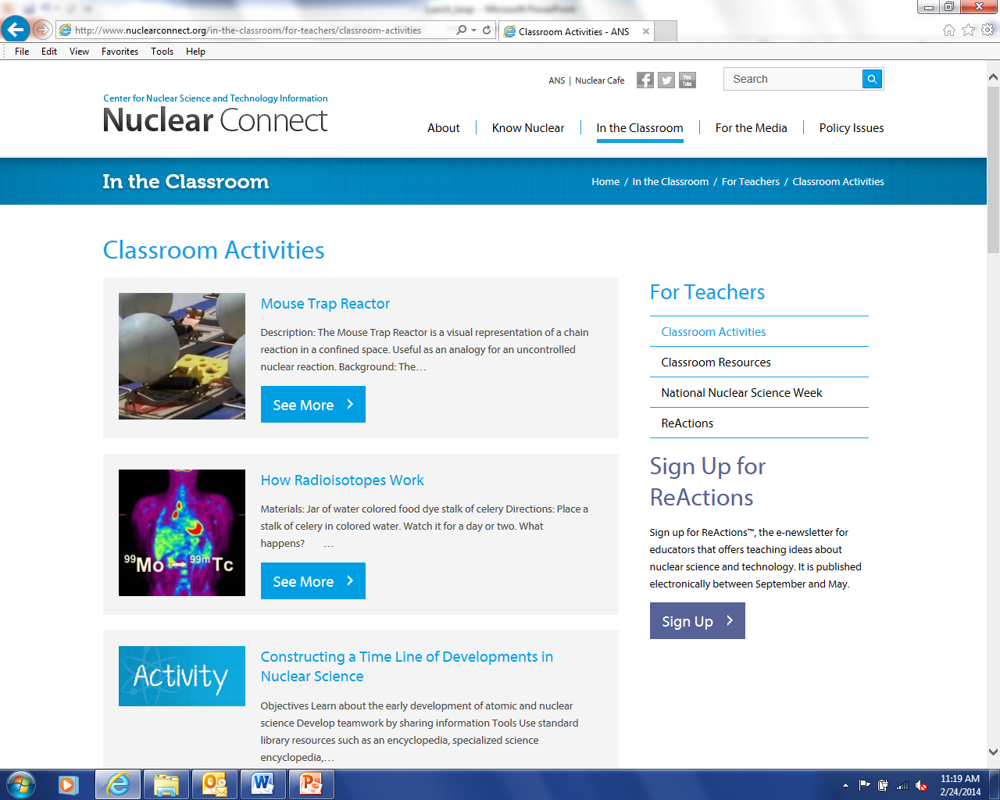 Lunch_loop - Microsoft PowerPoint
http://www.nuclearconnect.org/in-the-classroom/for-teachers/classroom-activities
Classroom Activities - ANS
File Edit View Favorites Tools Help
ANS | Nuclear Cafe
You Tube
Search
Center for Nuclear Science and Technology Information
Nuclear Connect
About Know Nuclear In the Classroom For the Media Policy Issues
In the Classroom
Home / In the Classroom / For Teachers / Classroom Activities
Classroom Activities
Mouse Trap Reactor
Description: The Mouse Trap Reactor is a visual representation of a chain
reaction in a confined space. Useful as an analogy for an uncontrolled
nuclear reaction. Background: The…
See More
How Radioisotopes Work
Materials: Jar of water colored food dye stalk of celery Directions: Place a
stalk of celery in colored water. Watch it for a day or two. What
happens? …
99Mo → 99mTc
See More
Activity
Constructing a Time Line of Developments in
Nuclear Science
Objectives Learn about the early development of atomic and nuclear
science Develop teamwork by sharing information Tools Use standard
library resources such as an encyclopedia, specialized science
encyclopedia,…
For Teachers
Classroom Activities
Classroom Resources
National Nuclear Science Week
ReActions
Sign Up for
ReActions
Sign up for ReActions™, the e-newsletter for
educators that offers teaching ideas about
nuclear science and technology. It is published
electronically between September and May.
Sign Up
11:19 AM
2/24/2014